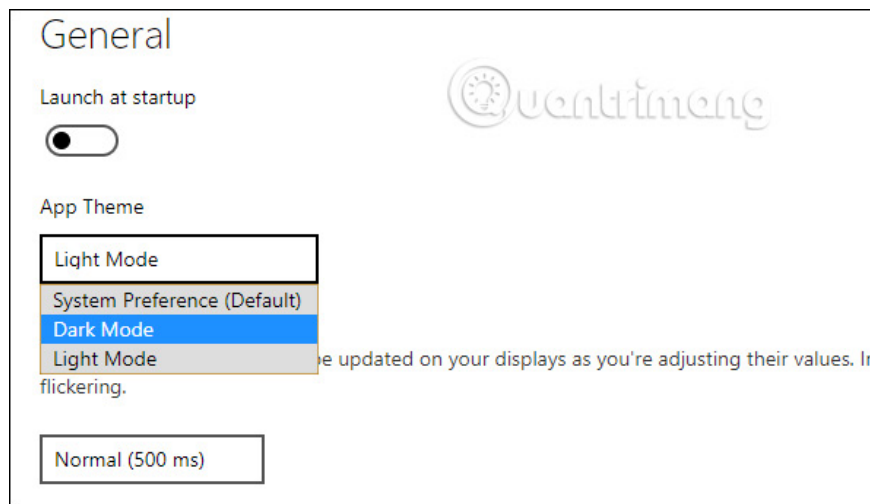 General
Quantrimang
Launch at startup
App Theme
Light Mode
System Preference (Default)
Dark Mode
Light Mode
be updated on your displays as you're adjusting their values.
flickering.
Normal (500 ms)